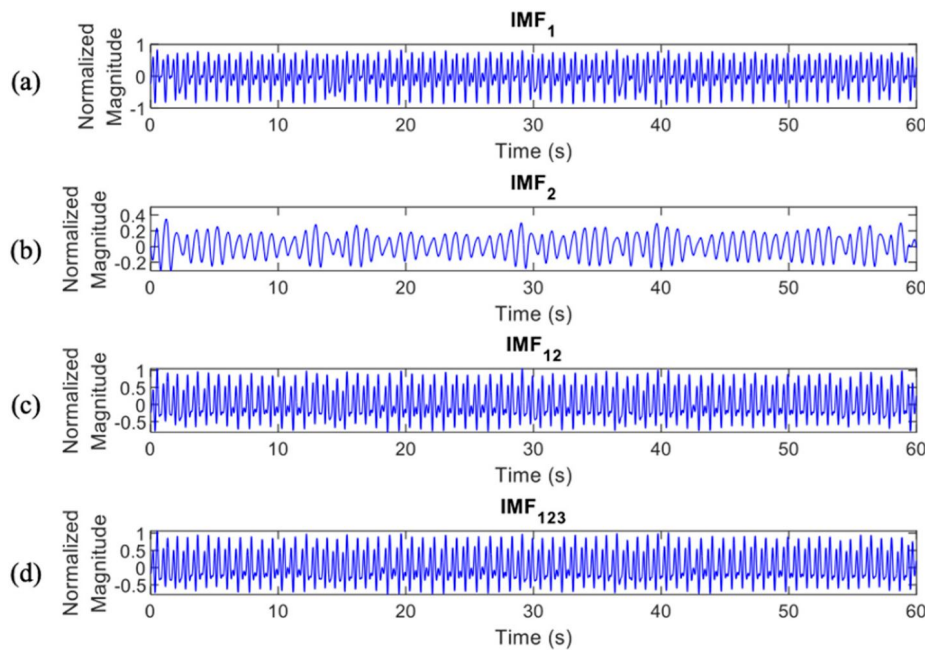 IMF1
(a)
Normalized
Magnitude
1
0
-1
0 10 20 30 40 50 60
Time (s)
IMF2
(b)
Normalized
Magnitude
0.4
0.2
0
-0.2
0 10 20 30 40 50 60
Time (s)
IMF12
(c)
Normalized
Magnitude
1
0.5
0
-0.5
0 10 20 30 40 50 60
Time (s)
IMF123
(d)
Normalized
Magnitude
1
0.5
0
-0.5
0 10 20 30 40 50 60
Time (s)